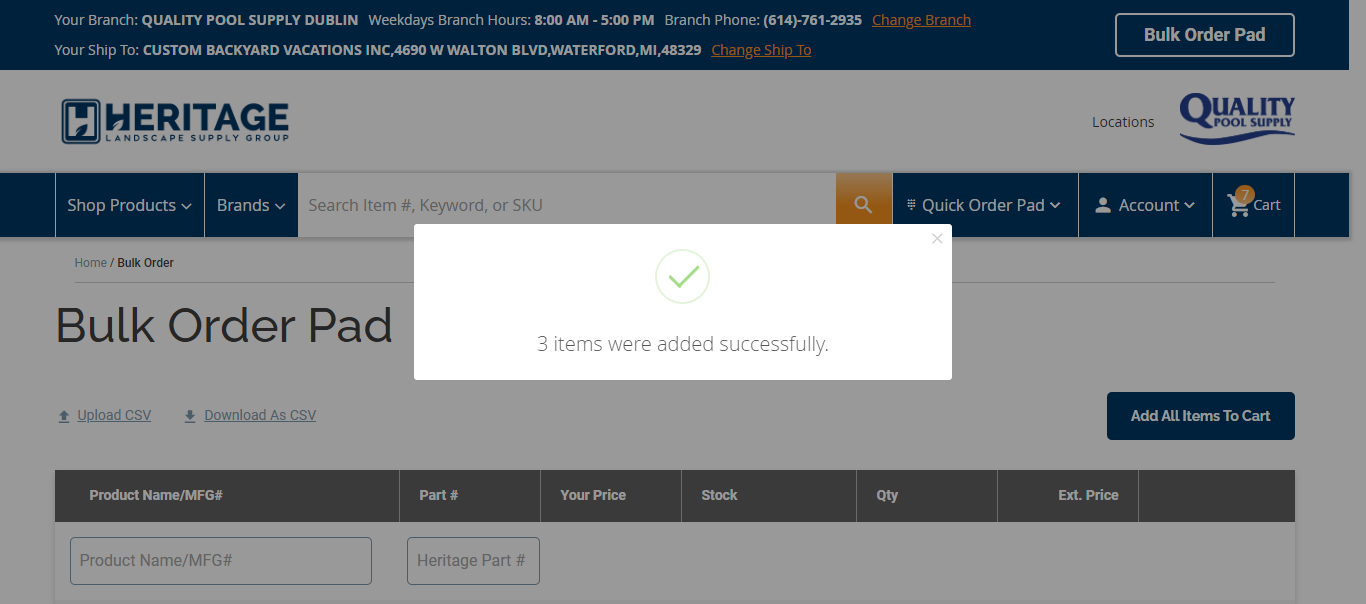 Your Branch: QUALITY POOL SUPPLY DUBLIN Weekdays Branch Hours: 8:00 AM - 5:00 PM Branch Phone: (614)-761-2935 Change Branch
Your Ship To: CUSTOM BACKYARD VACATIONS INC,4690 W WALTON BLVD,WATERFORD,MI,48329 Change Ship To
Bulk Order Pad
HERITAGE
LANDSCAPE SUPPLY GROUP
Locations
QUALITY
POOL SUPPLY
Shop Products
Brands
Search Item #, Keyword, or SKU
Quick Order Pad
Account
7
Cart
Home / Bulk Order
Bulk Order Pad
3 items were added successfully.
Upload CSV
Download As CSV
Add All Items To Cart
Product Name/MFG# Part # Your Price Stock Qty Ext. Price
Product Name/MFG# Heritage Part #